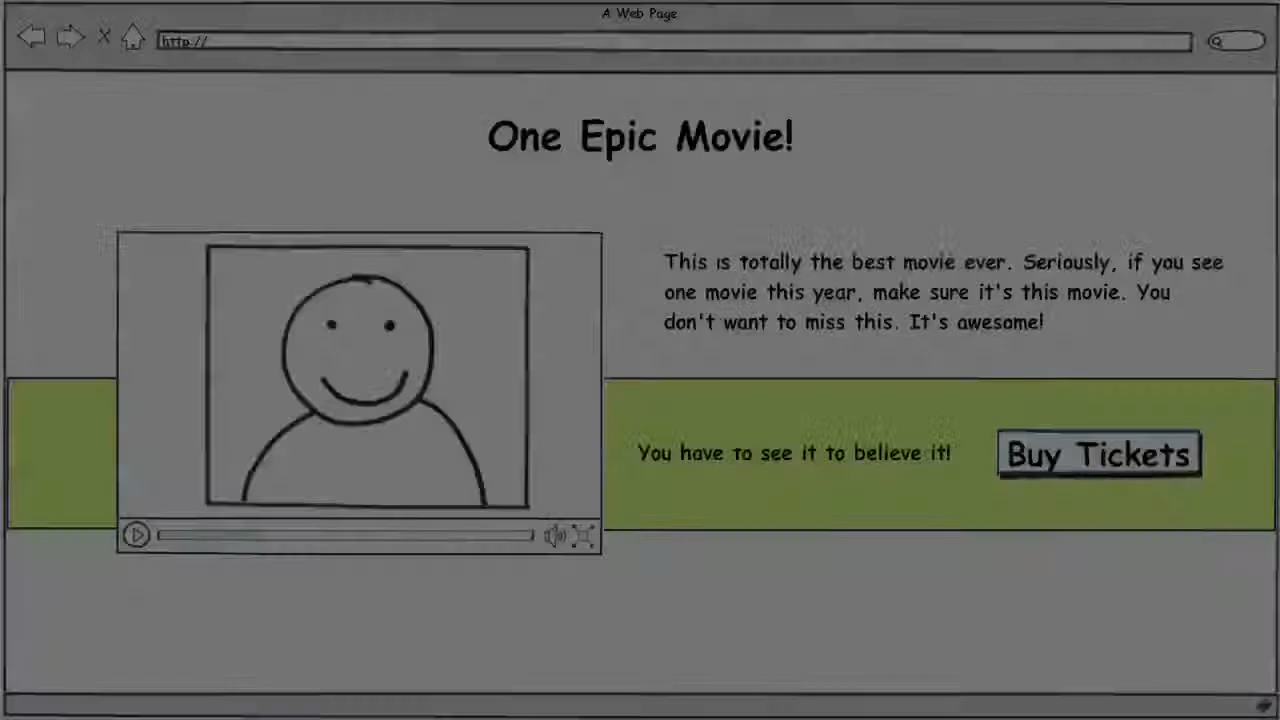 A Web Page
http://
One Epic Movie!
This is totally the best movie ever. Seriously, if you see
one movie this year, make sure it's this movie. You
don't want to miss this. It's awesome!
You have to see it to believe it!
Buy Tickets